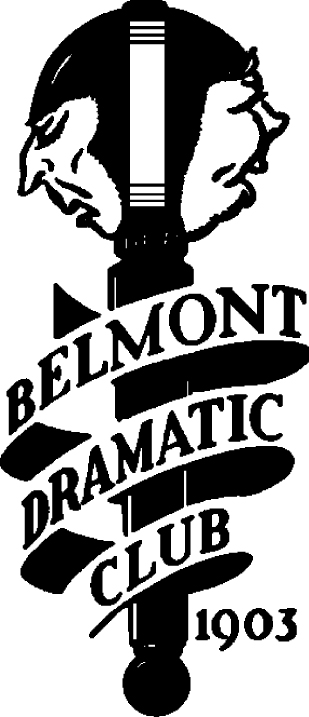 BELMONT
DRAMATIC
CLUB
1903